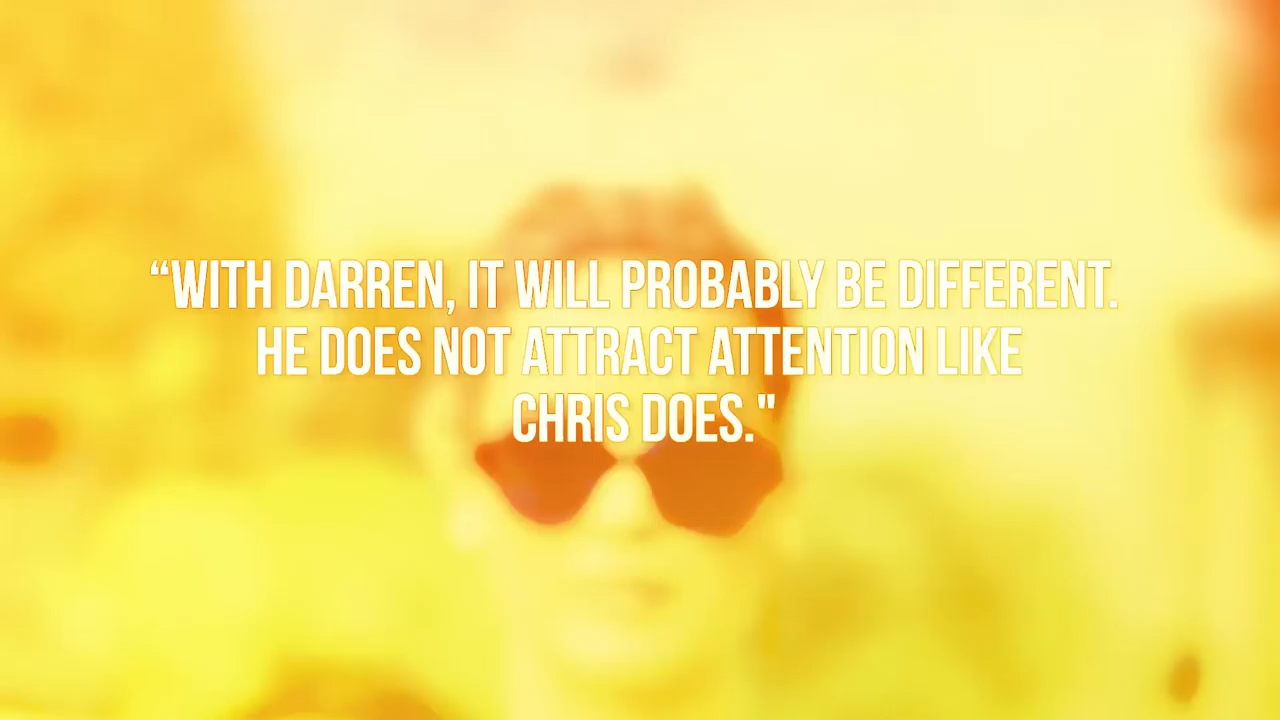 “WITH DARREN, IT WILL PROBABLY BE DIFFERENT.
HE DOES NOT ATTRACT ATTENTION LIKE
CHRIS DOES."